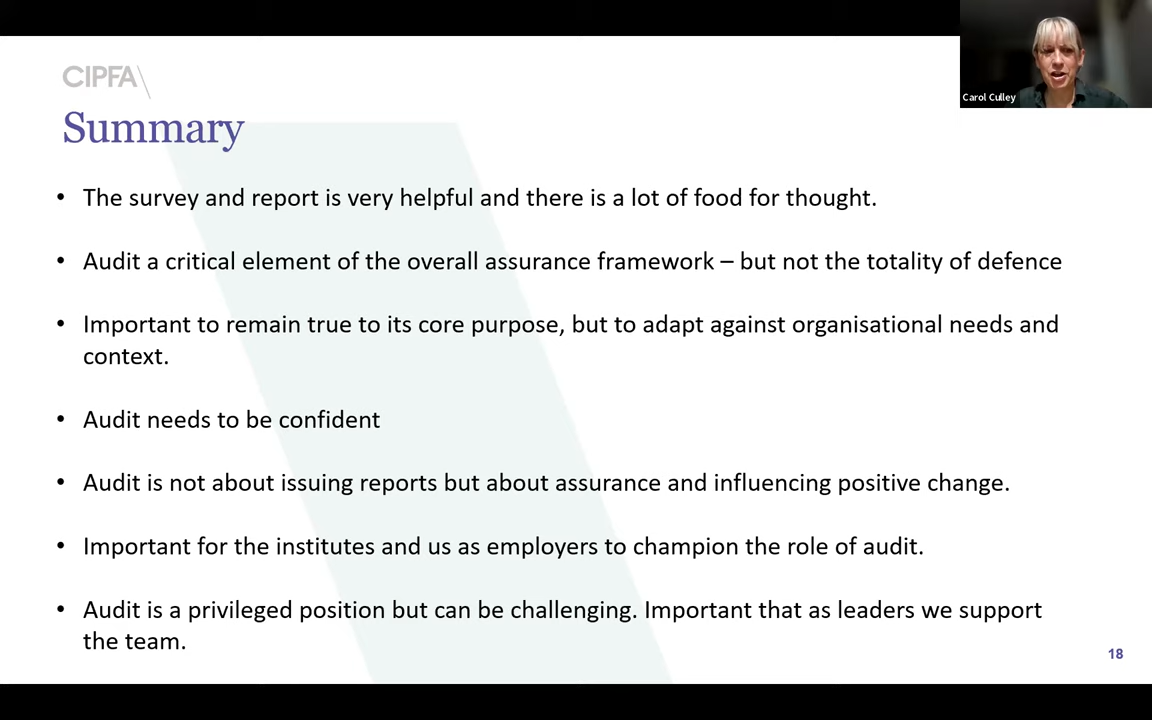 CIPFA
Carol Culley
Summary
• The survey and report is very helpful and there is a lot of food for thought.
• Audit a critical element of the overall assurance framework – but not the totality of defence
• Important to remain true to its core purpose, but to adapt against organisational needs and
context.
• Audit needs to be confident
• Audit is not about issuing reports but about assurance and influencing positive change.
• Important for the institutes and us as employers to champion the role of audit.
• Audit is a privileged position but can be challenging. Important that as leaders we support
the team.
18